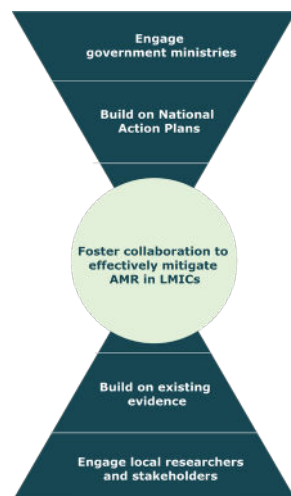 Engage
government ministries
Build on National
Action Plans
Foster collaboration to
effectively mitigate
AMR in LMICs
Build on existing
evidence
Engage local researchers
and stakeholders